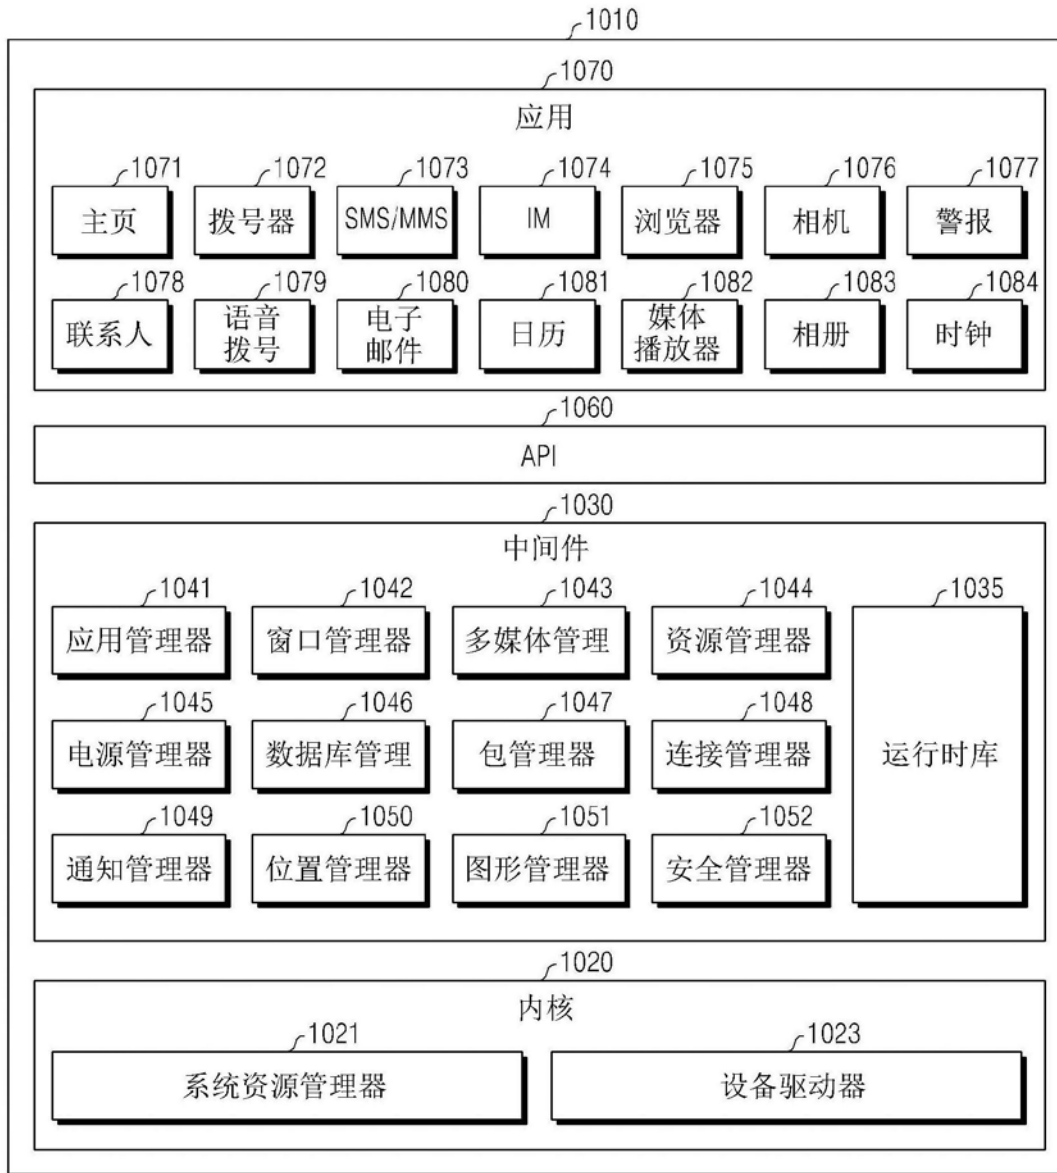 1010
1070
应用
1071 1072 1073 1074 1075 1076 1077
主页 拨号器 SMS/MMS IM 浏览器 相机 警报
1078 1079 1080 1081 1082 1083 1084
联系人 语音拨号 电子邮件 日历 媒体播放器 相册 时钟
1060
API
1030
中间件
1041 1042 1043 1044 1035
应用管理器 窗口管理器 多媒体管理 资源管理器
1045 1046 1047 1048
电源管理器 数据库管理 包管理器 连接管理器 运行时库
1049 1050 1051 1052
通知管理器 位置管理器 图形管理器 安全管理器
1020
内核
1021 1023
系统资源管理器 设备驱动器